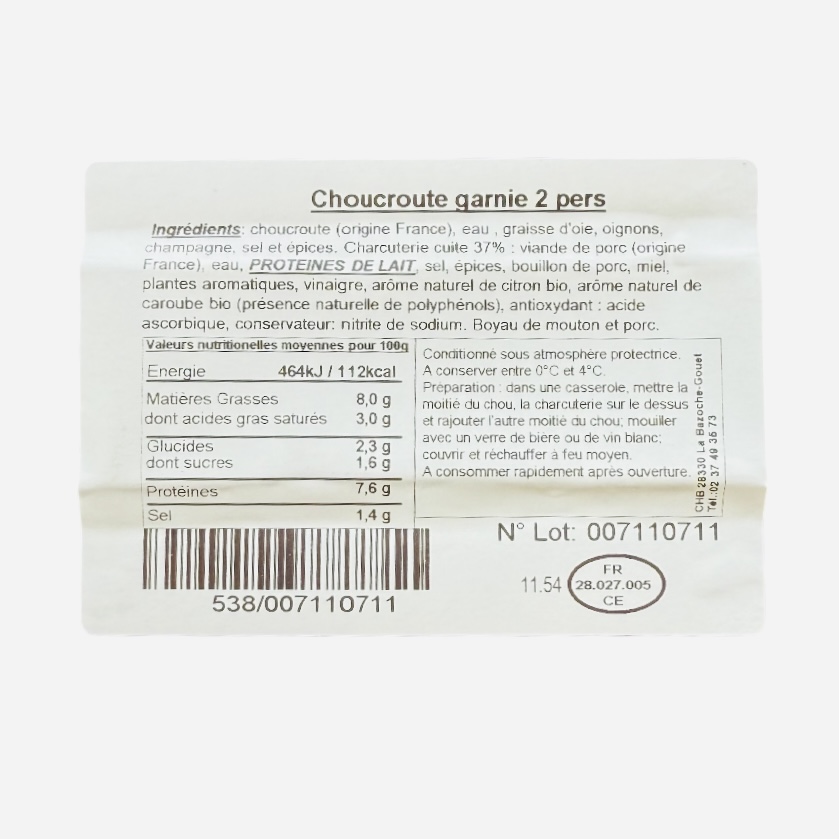 Choucroute garnie 2 pers
Ingrédients: choucroute (origine France), eau , graisse d'oie, oignons,
champagne, sel et épices. Charcuterie cuite 37% : viande de porc (origine
France), eau, PROTEINES DE LAIT, sel, épices, bouillon de porc, miel,
plantes aromatiques, vinaigre, arôme naturel de citron bio, arôme naturel de
caroube bio (présence naturelle de polyphénols), antioxydant : acide
ascorbique, conservateur: nitrite de sodium. Boyau de mouton et porc.
Valeurs nutritionelles moyennes pour 100g
Energie 464kJ / 112kcal
Matières Grasses 8,0 g
dont acides gras saturés 3,0 g
Glucides 2,3 g
dont sucres 1,6 g
Protéines 7,6 g
Sel 1,4 g
Conditionné sous atmosphère protectrice.
A conserver entre 0°C et 4°C.
Préparation : dans une casserole, mettre la
moitié du chou, la charcuterie sur le dessus
et rajouter l'autre moitié du chou; mouiller
avec un verre de bière ou de vin blanc;
couvrir et réchauffer à feu moyen.
A consommer rapidement après ouverture.
CHB 28330 La Bazoche-Gouet
Tél.:02 37 49 36 73
N° Lot: 007110711
538/007110711
11.54
FR
28.027.005
CE